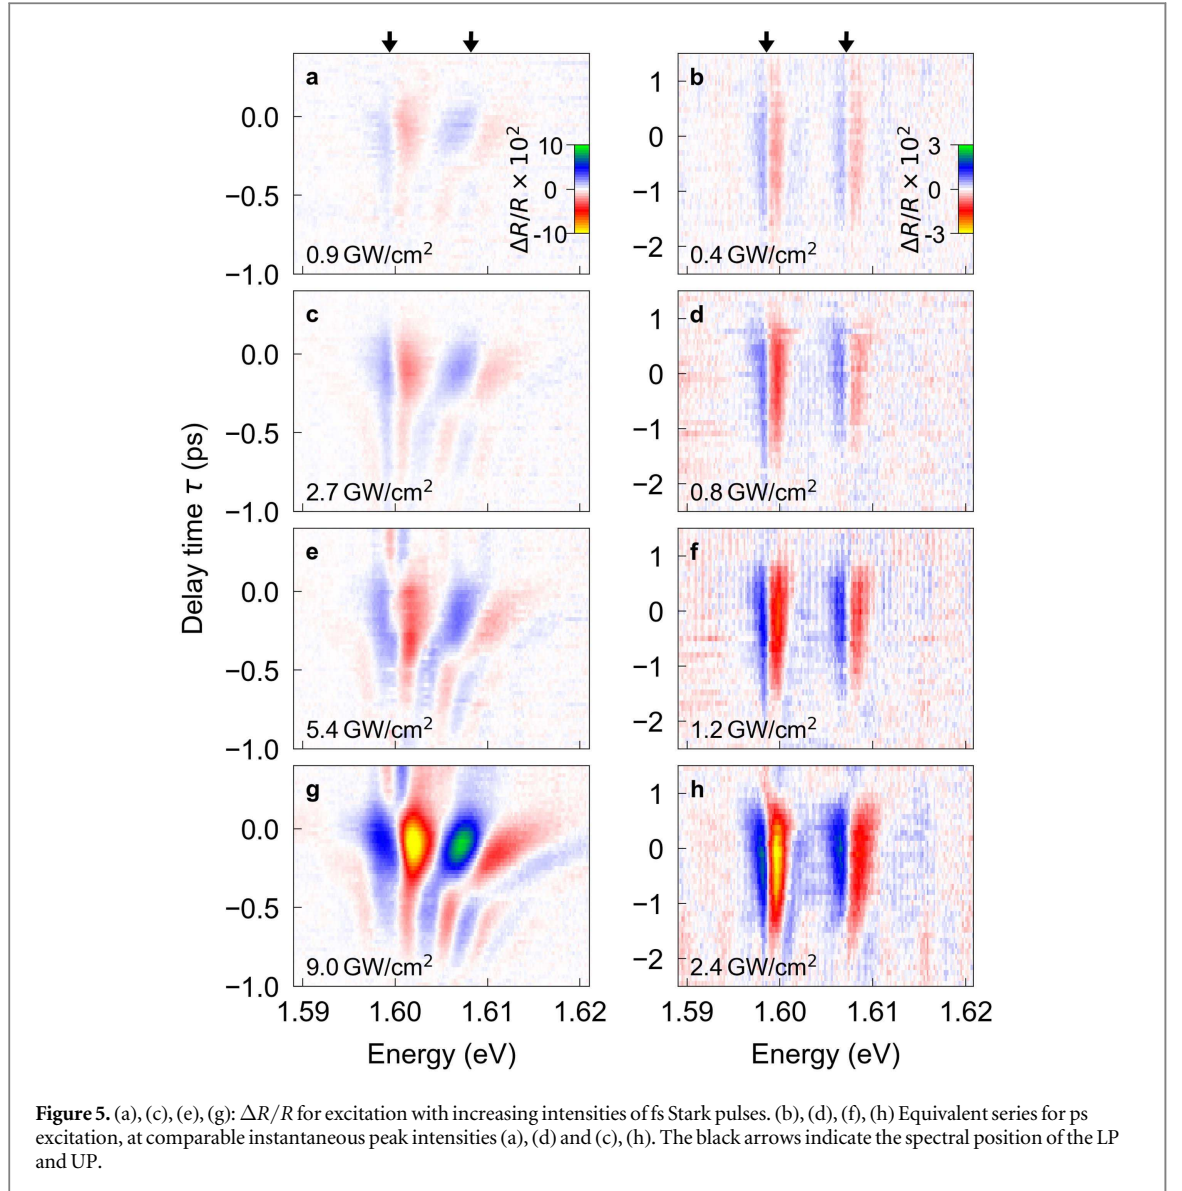 a
0.0
−0.5
−1.0
10
0
-10
ΔR/R × 10²
0.9 GW/cm²
b
1
0
−1
−2
3
0
-3
ΔR/R × 10²
0.4 GW/cm²
c
0.0
−0.5
−1.0
2.7 GW/cm²
d
1
0
−1
−2
0.8 GW/cm²
Delay time τ (ps)
e
0.0
−0.5
−1.0
5.4 GW/cm²
f
1
0
−1
−2
1.2 GW/cm²
g
0.0
−0.5
−1.0
9.0 GW/cm²
h
1
0
−1
−2
2.4 GW/cm²
1.59 1.60 1.61 1.62
1.59 1.60 1.61 1.62
Energy (eV)
Energy (eV)
Figure 5. (a), (c), (e), (g): ΔR/R for excitation with increasing intensities of fs Stark pulses. (b), (d), (f), (h) Equivalent series for ps
excitation, at comparable instantaneous peak intensities (a), (d) and (c), (h). The black arrows indicate the spectral position of the LP
and UP.